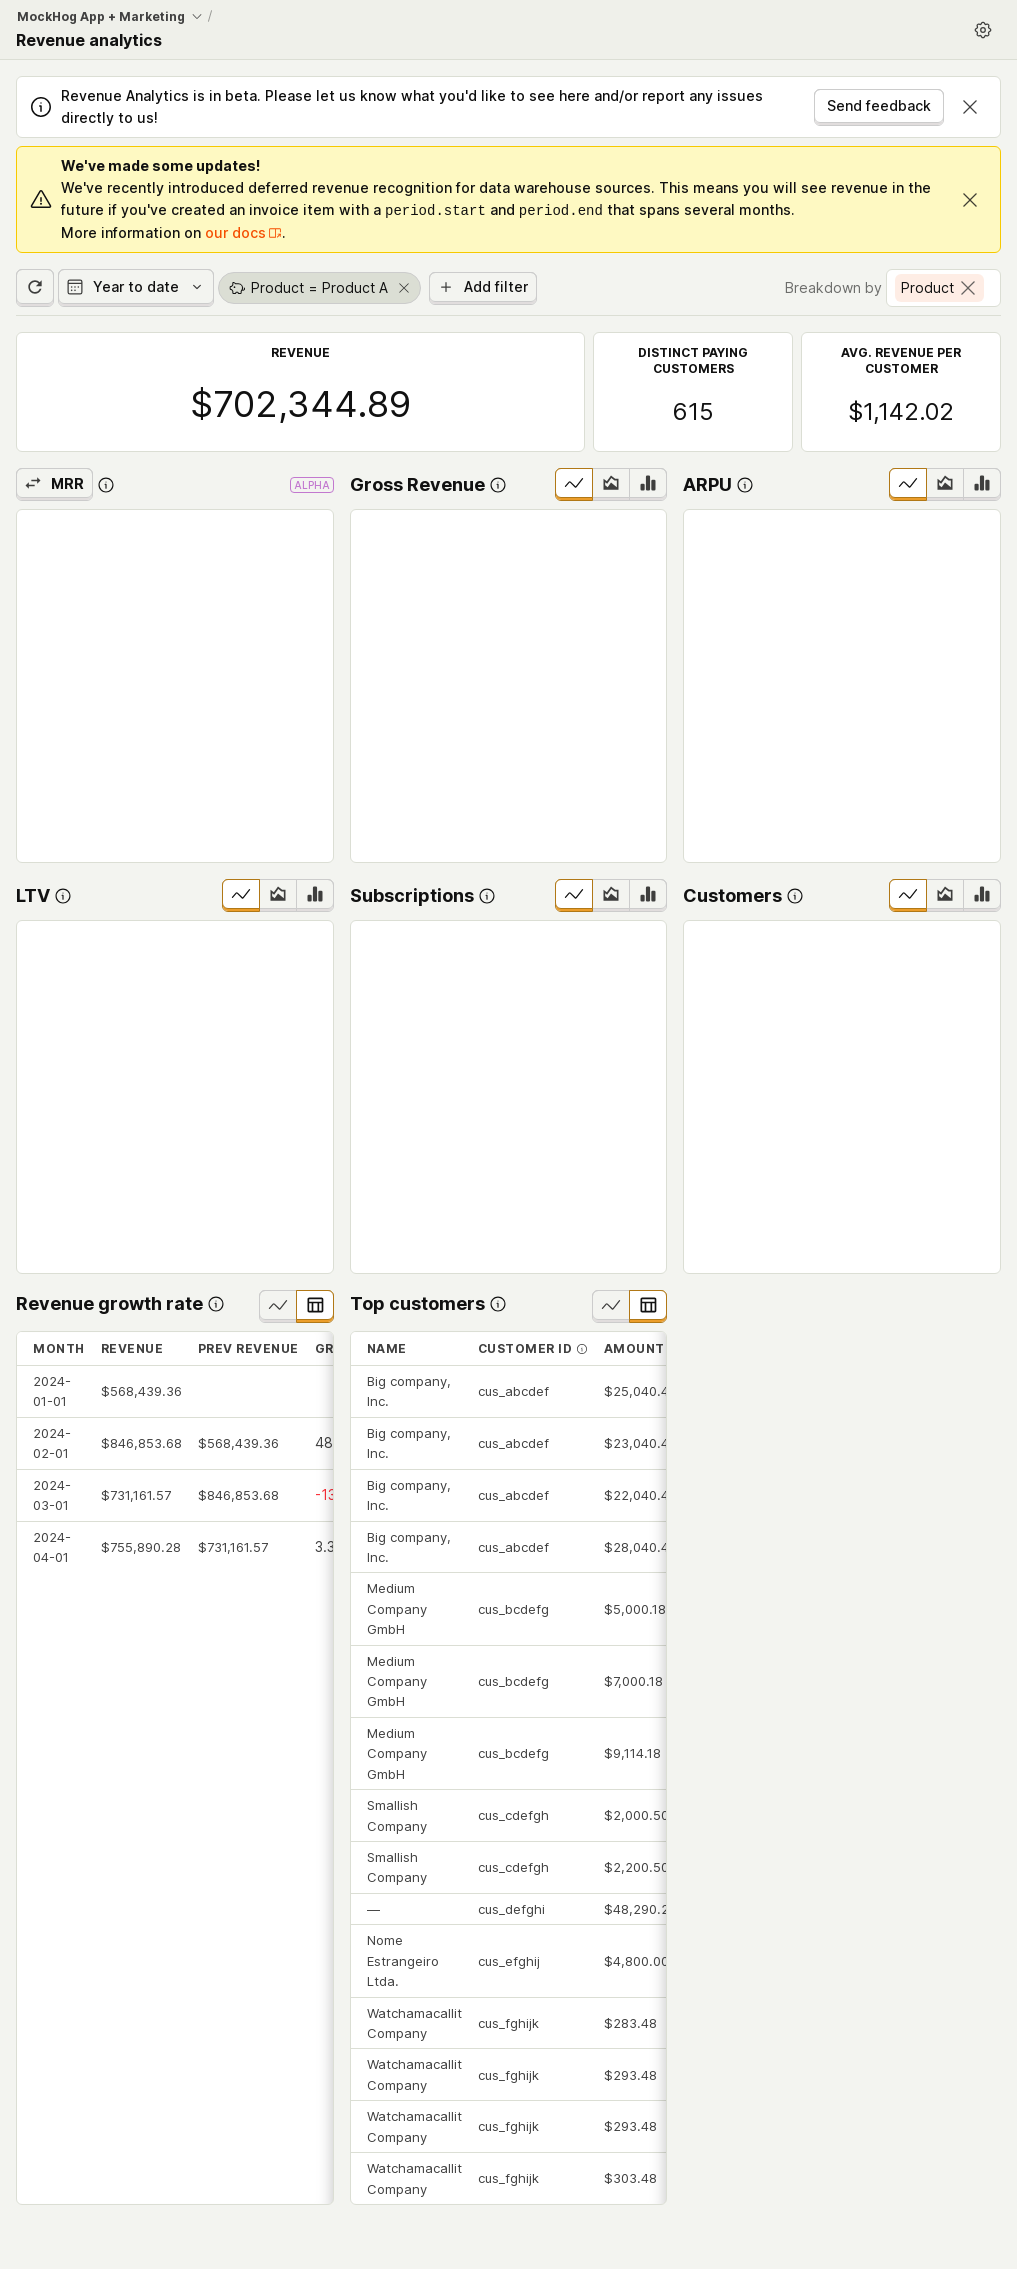 MockHog App + Marketing /
Revenue analytics
Revenue Analytics is in beta. Please let us know what you'd like to see here and/or report any issues
directly to us!
Send feedback
We've made some updates!
We've recently introduced deferred revenue recognition for data warehouse sources. This means you will see revenue in the
future if you've created an invoice item with a period.start and period.end that spans several months.
More information on our docs.
Year to date
Product = Product A
Add filter
Breakdown by
Product
REVENUE
$702,344.89
DISTINCT PAYING
CUSTOMERS
615
AVG. REVENUE PER
CUSTOMER
$1,142.02
MRR
ALPHA
Gross Revenue
ARPU
LTV
Subscriptions
Customers
Revenue growth rate
MONTH REVENUE PREV REVENUE GR
2024-
01-01
$568,439.36
2024-
02-01
$846,853.68 $568,439.36 48
2024-
03-01
$731,161.57 $846,853.68 -13
2024-
04-01
$755,890.28 $731,161.57 3.3
Top customers
NAME CUSTOMER ID AMOUNT
Big company,
Inc.
cus_abcdef $25,040.4
Big company,
Inc.
cus_abcdef $23,040.4
Big company,
Inc.
cus_abcdef $22,040.4
Big company,
Inc.
cus_abcdef $28,040.4
Medium
Company
GmbH
cus_bcdefg $5,000.18
Medium
Company
GmbH
cus_bcdefg $7,000.18
Medium
Company
GmbH
cus_bcdefg $9,114.18
Smallish
Company
cus_cdefgh $2,000.50
Smallish
Company
cus_cdefgh $2,200.50
— cus_defghi $48,290.2
Nome
Estrangeiro
Ltda.
cus_efghij $4,800.00
Watchamacallit
Company
cus_fghijk $283.48
Watchamacallit
Company
cus_fghijk $293.48
Watchamacallit
Company
cus_fghijk $293.48
Watchamacallit
Company
cus_fghijk $303.48